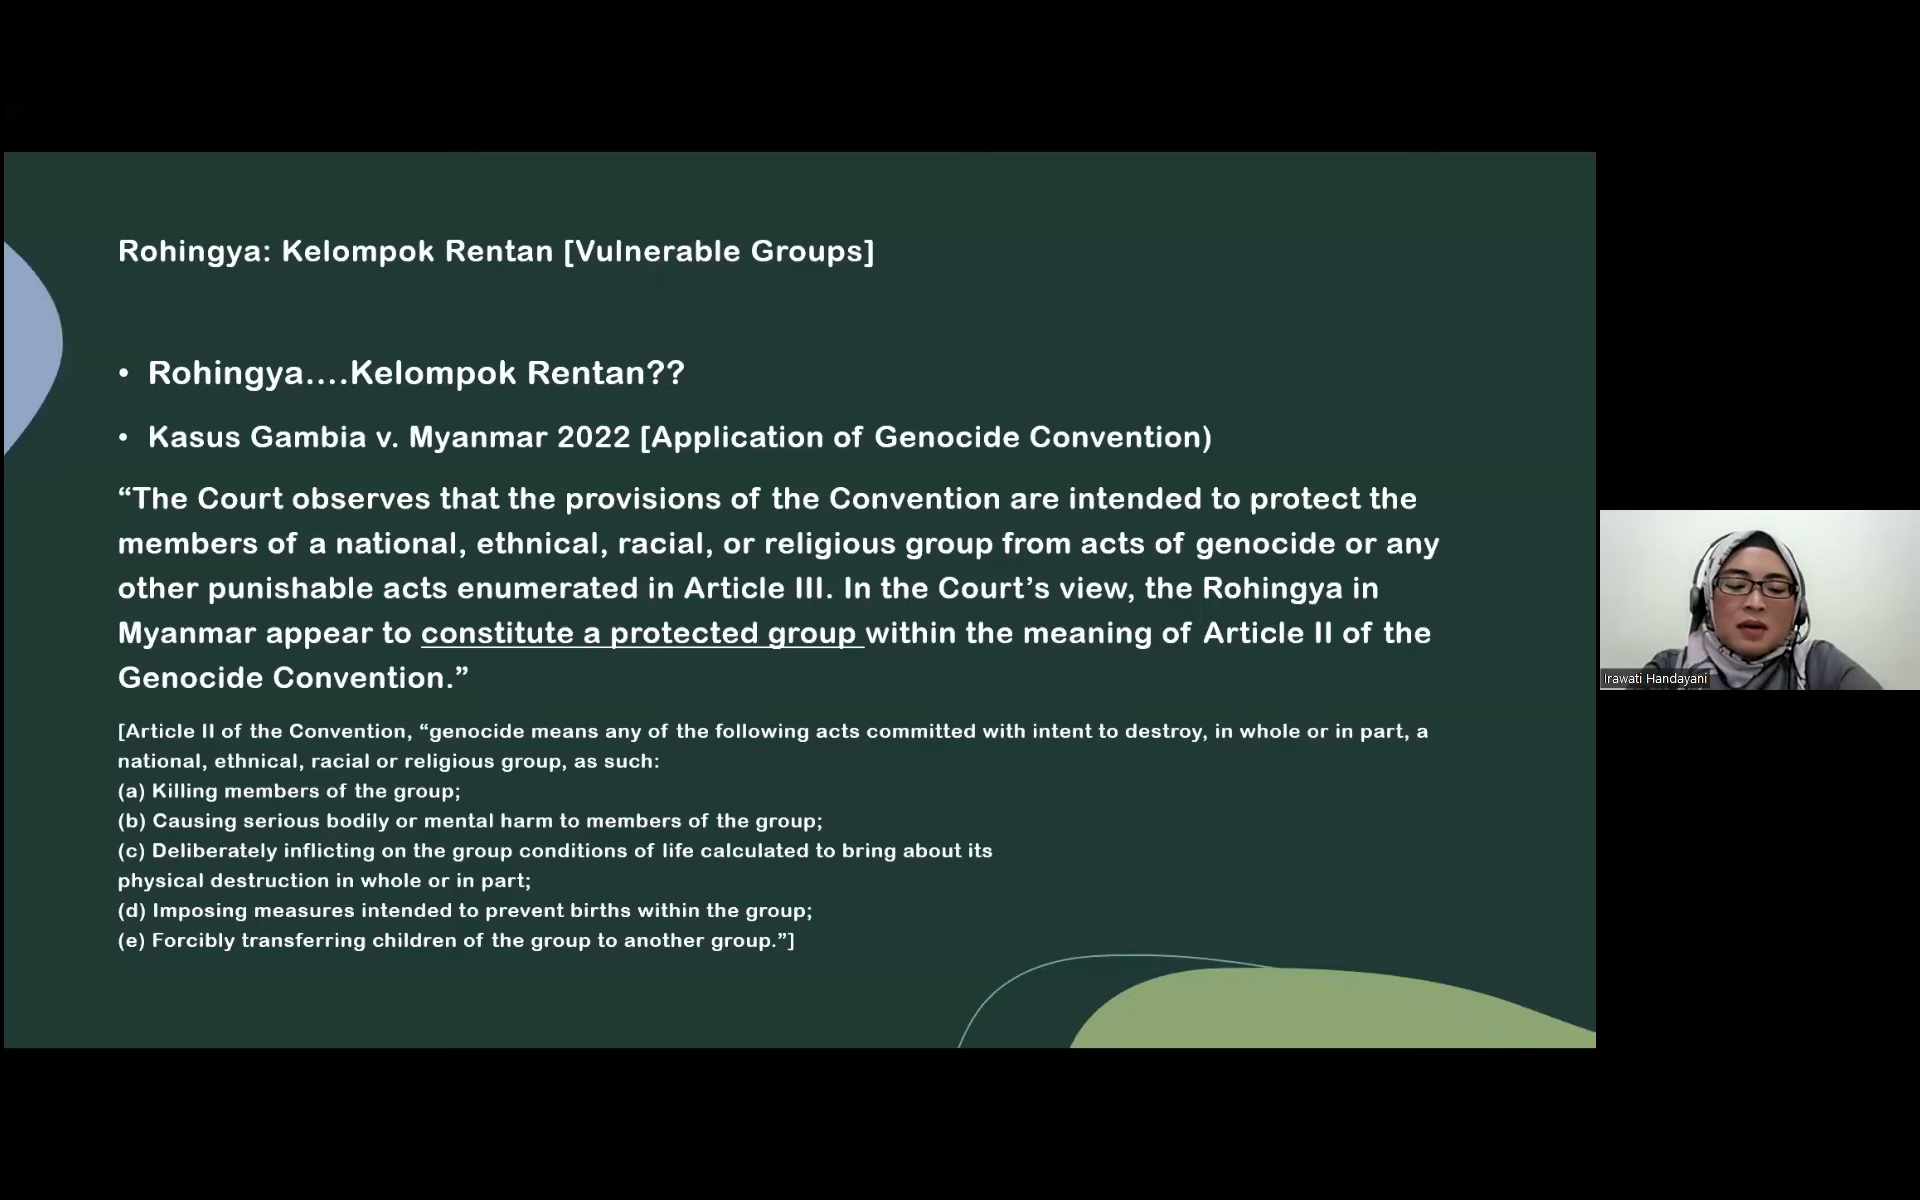 Rohingya: Kelompok Rentan [Vulnerable Groups]
• Rohingya....Kelompok Rentan??
• Kasus Gambia v. Myanmar 2022 [Application of Genocide Convention)
“The Court observes that the provisions of the Convention are intended to protect the
members of a national, ethnical, racial, or religious group from acts of genocide or any
other punishable acts enumerated in Article III. In the Court’s view, the Rohingya in
Myanmar appear to constitute a protected group within the meaning of Article II of the
Genocide Convention.”
[Article II of the Convention, “genocide means any of the following acts committed with intent to destroy, in whole or in part, a
national, ethnical, racial or religious group, as such:
(a) Killing members of the group;
(b) Causing serious bodily or mental harm to members of the group;
(c) Deliberately inflicting on the group conditions of life calculated to bring about its
physical destruction in whole or in part;
(d) Imposing measures intended to prevent births within the group;
(e) Forcibly transferring children of the group to another group.”]
Irawati Handayani